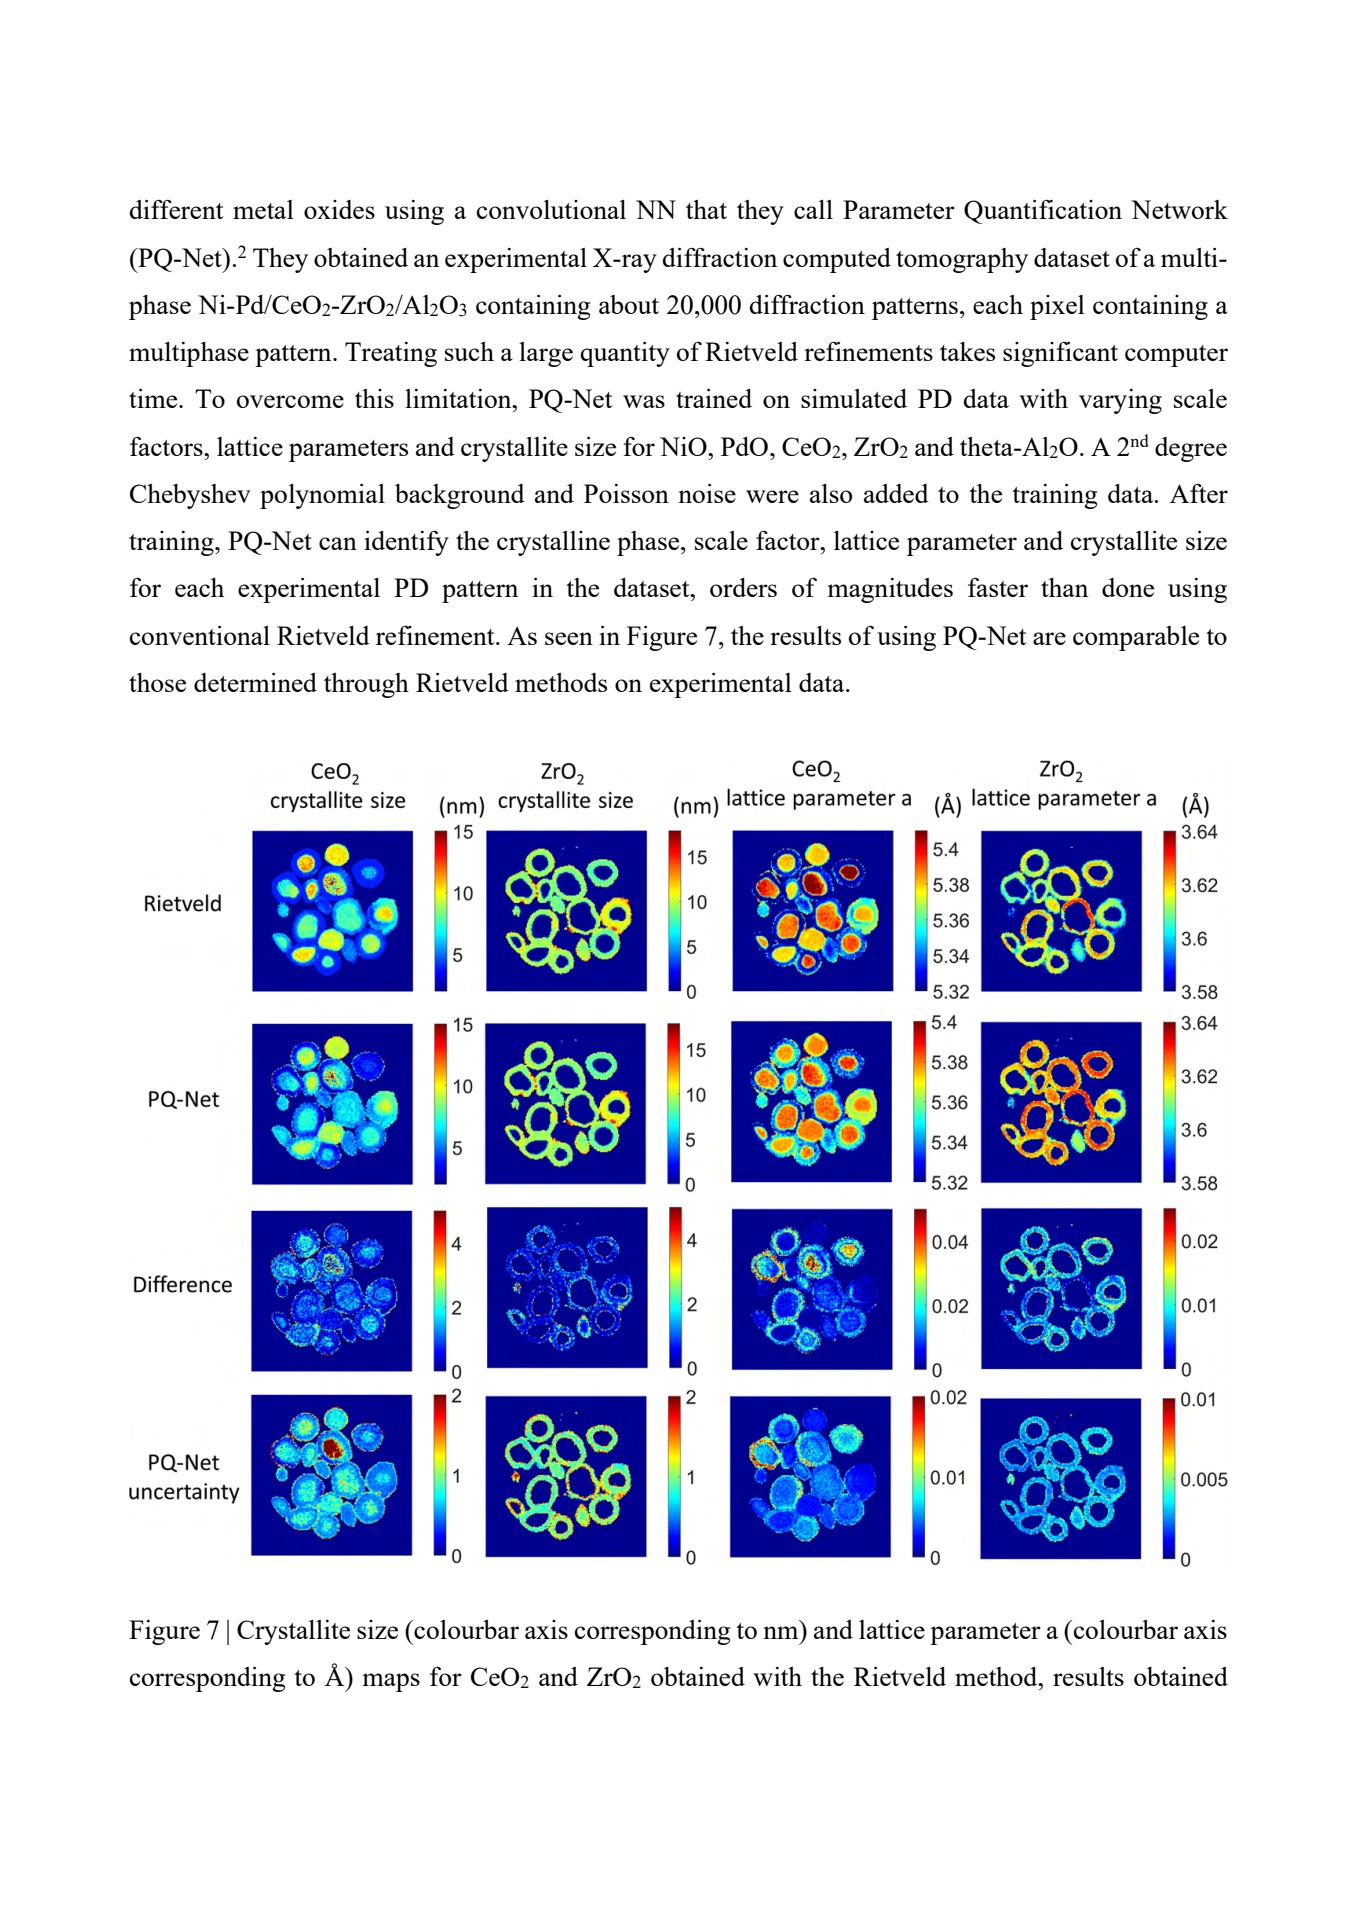 different metal oxides using a convolutional NN that they call Parameter Quantification Network
(PQ-Net).² They obtained an experimental X-ray diffraction computed tomography dataset of a multi-
phase Ni-Pd/CeO₂-ZrO₂/Al₂O₃ containing about 20,000 diffraction patterns, each pixel containing a
multiphase pattern. Treating such a large quantity of Rietveld refinements takes significant computer
time. To overcome this limitation, PQ-Net was trained on simulated PD data with varying scale
factors, lattice parameters and crystallite size for NiO, PdO, CeO₂, ZrO₂ and theta-Al₂O. A 2ⁿᵈ degree
Chebyshev polynomial background and Poisson noise were also added to the training data. After
training, PQ-Net can identify the crystalline phase, scale factor, lattice parameter and crystallite size
for each experimental PD pattern in the dataset, orders of magnitudes faster than done using
conventional Rietveld refinement. As seen in Figure 7, the results of using PQ-Net are comparable to
those determined through Rietveld methods on experimental data.
CeO₂ ZrO₂ CeO₂ ZrO₂
crystallite size (nm) crystallite size (nm) lattice parameter a (Å) lattice parameter a (Å)
Rietveld
15 10 5
15 10 5 0
5.4 5.38 5.36 5.34 5.32
3.64 3.62 3.6 3.58
PQ-Net
15 10 5
15 10 5 0
5.4 5.38 5.36 5.34 5.32
3.64 3.62 3.6 3.58
Difference
4 2 0
4 2 0
0.04 0.02 0
0.02 0.01 0
PQ-Net
uncertainty
2 1 0
2 1 0
0.02 0.01 0
0.01 0.005 0
Figure 7 | Crystallite size (colourbar axis corresponding to nm) and lattice parameter a (colourbar axis
corresponding to Å) maps for CeO₂ and ZrO₂ obtained with the Rietveld method, results obtained